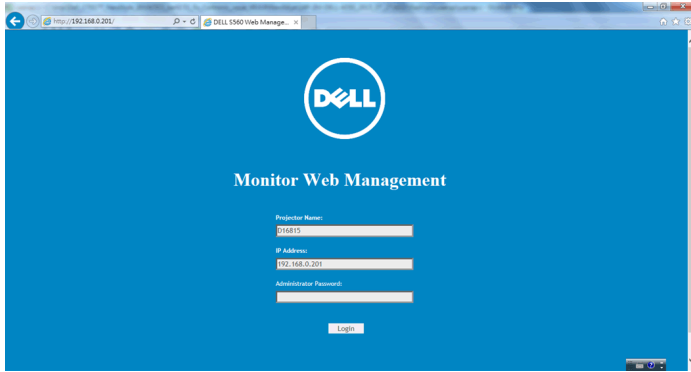 http://192.168.0.201/
DELL S560 Web Manage...
DELL
Monitor Web Management
Projector Name:
D16815
IP Address:
192.168.0.201
Administrator Password:
Login